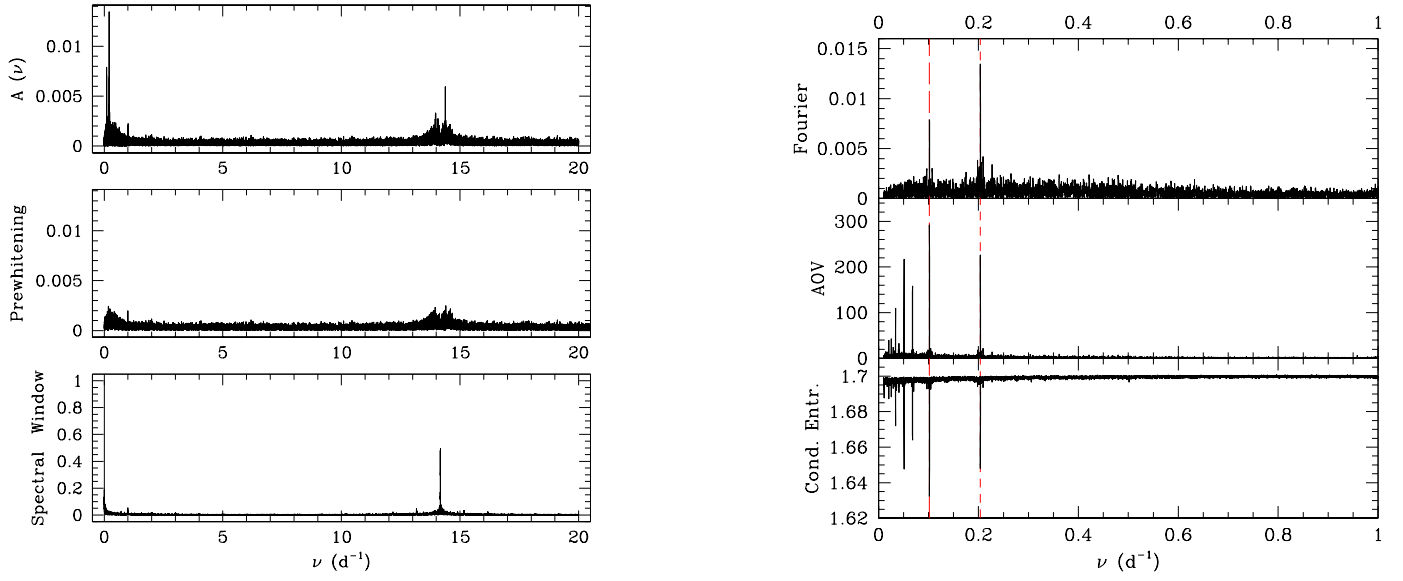 A (ν)
0.01
0.005
0
0 5 10 15 20
Prewhitening
0.01
0.005
0
0 5 10 15 20
Spectral Window
1
0.8
0.6
0.4
0.2
0
0 5 10 15 20
ν (d⁻¹)
0 0.2 0.4 0.6 0.8 1
Fourier
0.015
0.01
0.005
0
AOV
300
200
100
0
Cond. Entr.
1.7
1.68
1.66
1.64
1.62
0 0.2 0.4 0.6 0.8 1
ν (d⁻¹)